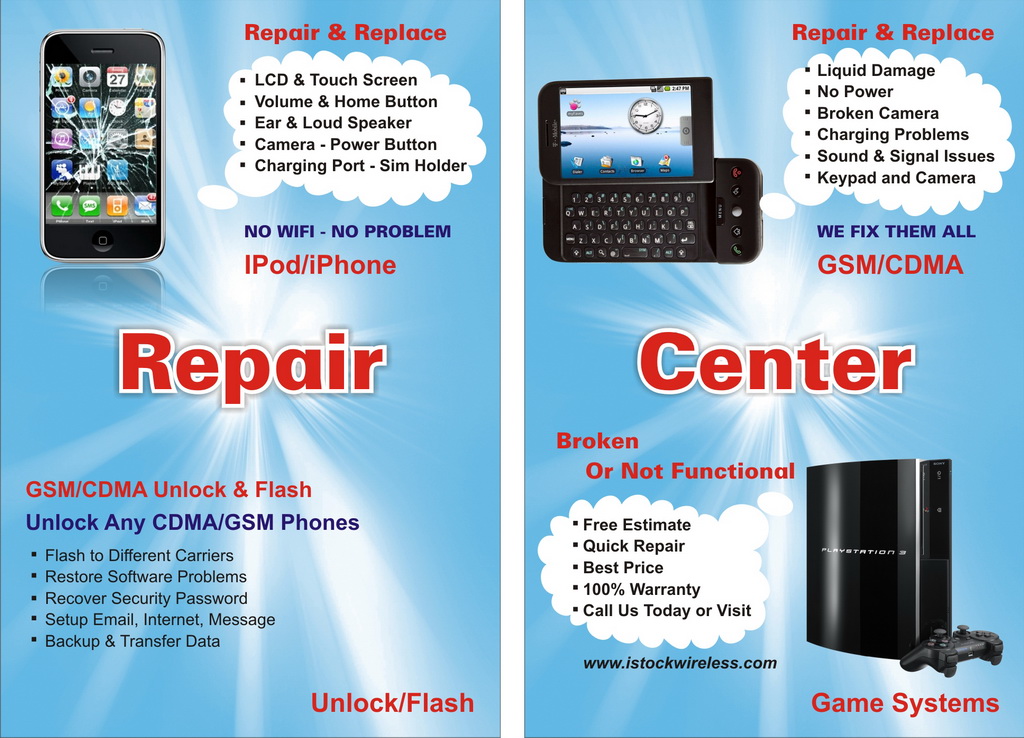 Repair & Replace
▪ LCD & Touch Screen
▪ Volume & Home Button
▪ Ear & Loud Speaker
▪ Camera - Power Button
▪ Charging Port - Sim Holder
NO WIFI - NO PROBLEM
IPod/iPhone
Repair
GSM/CDMA Unlock & Flash
Unlock Any CDMA/GSM Phones
▪ Flash to Different Carriers
▪ Restore Software Problems
▪ Recover Security Password
▪ Setup Email, Internet, Message
▪ Backup & Transfer Data
Unlock/Flash
Repair & Replace
▪ Liquid Damage
▪ No Power
▪ Broken Camera
▪ Charging Problems
▪ Sound & Signal Issues
▪ Keypad and Camera
2:47 PM
WE FIX THEM ALL
GSM/CDMA
Center
Broken
Or Not Functional
▪ Free Estimate
▪ Quick Repair
▪ Best Price
▪ 100% Warranty
▪ Call Us Today or Visit
www.istockwireless.com
PLAYSTATION 3
SONY
Game Systems